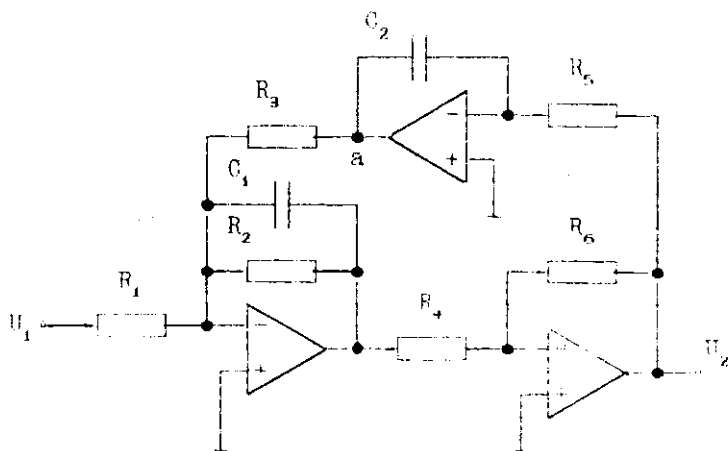 C₂
R₅
R₃
a
C₁
R₂
R₆
R₁
R₄
U₁
U₂